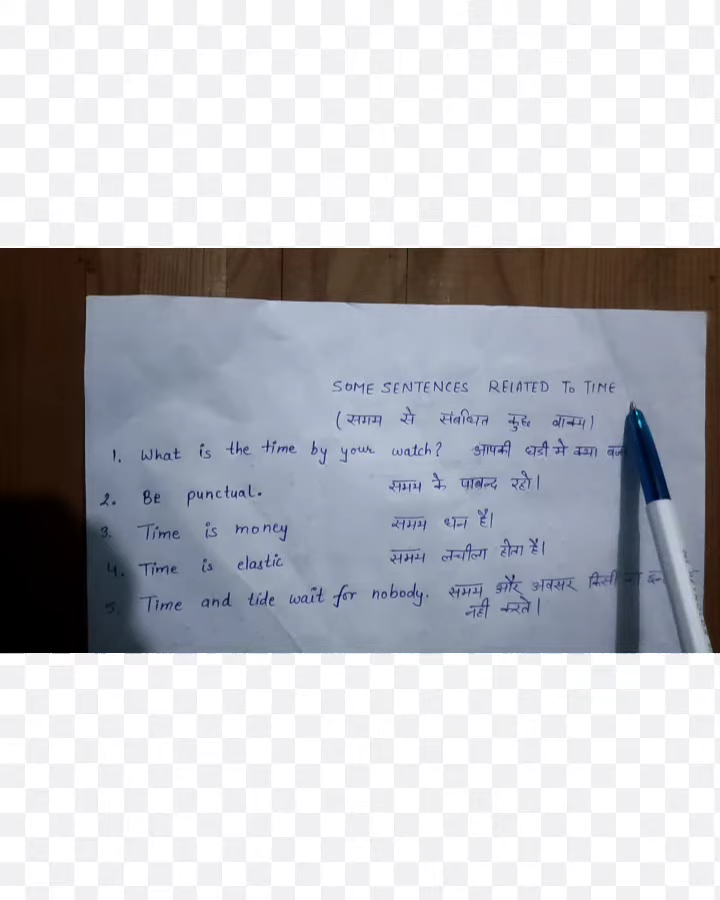 SOME SENTENCES RELATED TO TIME
(समय से संबधित कुछ वाक्य)
1. What is the time by your watch? आपकी घडी मे क्या
2. Be punctual. समय के पाबन्द रहो।
3. Time is money समय धन है।
4. Time is elastic समय लचीला होता है।
5. Time and tide wait for nobody. समय और अवसर किसी
नही करते।